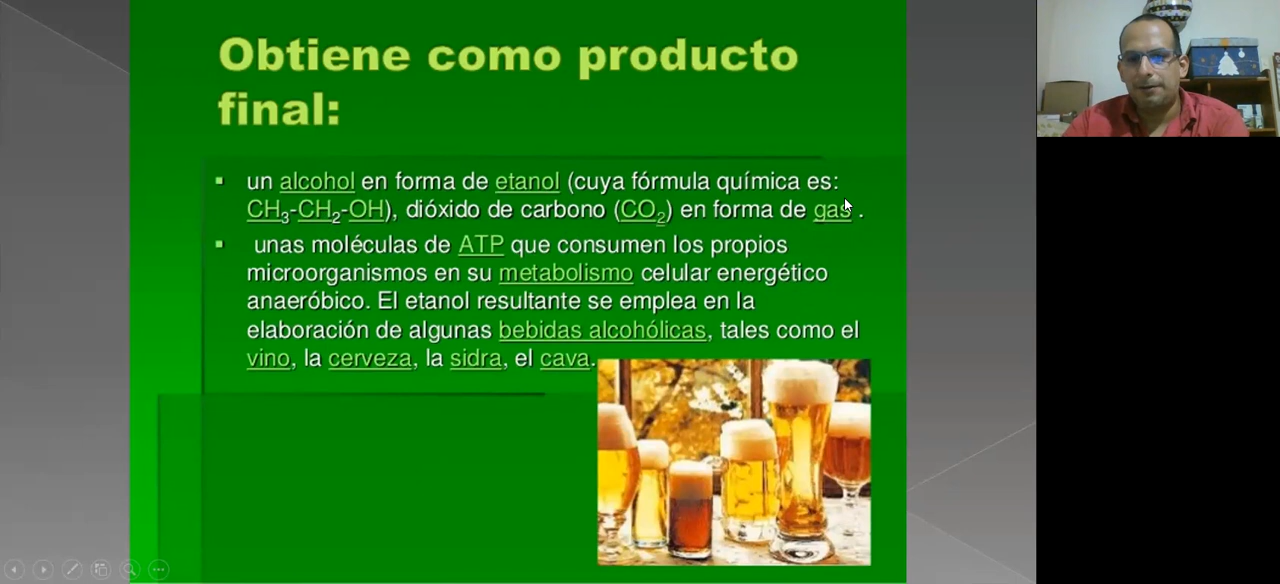 Obtiene como producto
final:
un alcohol en forma de etanol (cuya fórmula química es:
CH3-CH2-OH), dióxido de carbono (CO2) en forma de gas .
unas moléculas de ATP que consumen los propios
microorganismos en su metabolismo celular energético
anaeróbico. El etanol resultante se emplea en la
elaboración de algunas bebidas alcohólicas, tales como el
vino, la cerveza, la sidra, el cava.